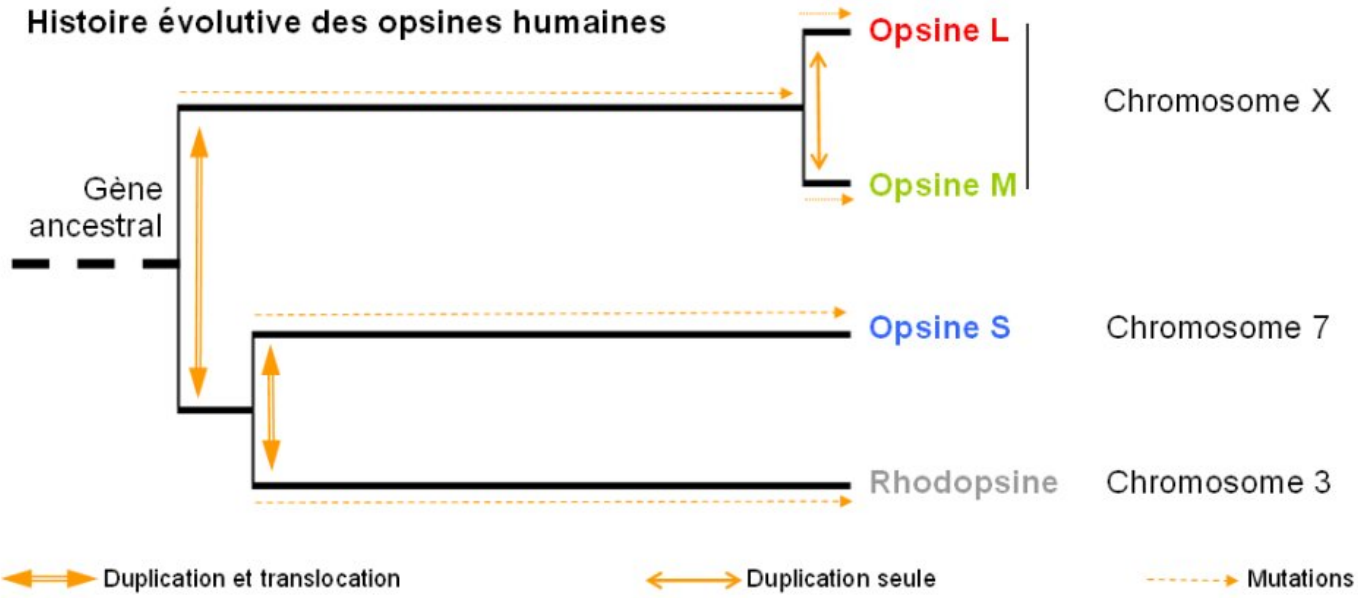 Histoire évolutive des opsines humaines
Opsine L
Chromosome X
Gène
ancestral
Opsine M
Opsine S
Chromosome 7
Rhodopsine
Chromosome 3
Duplication et translocation
Duplication seule
Mutations